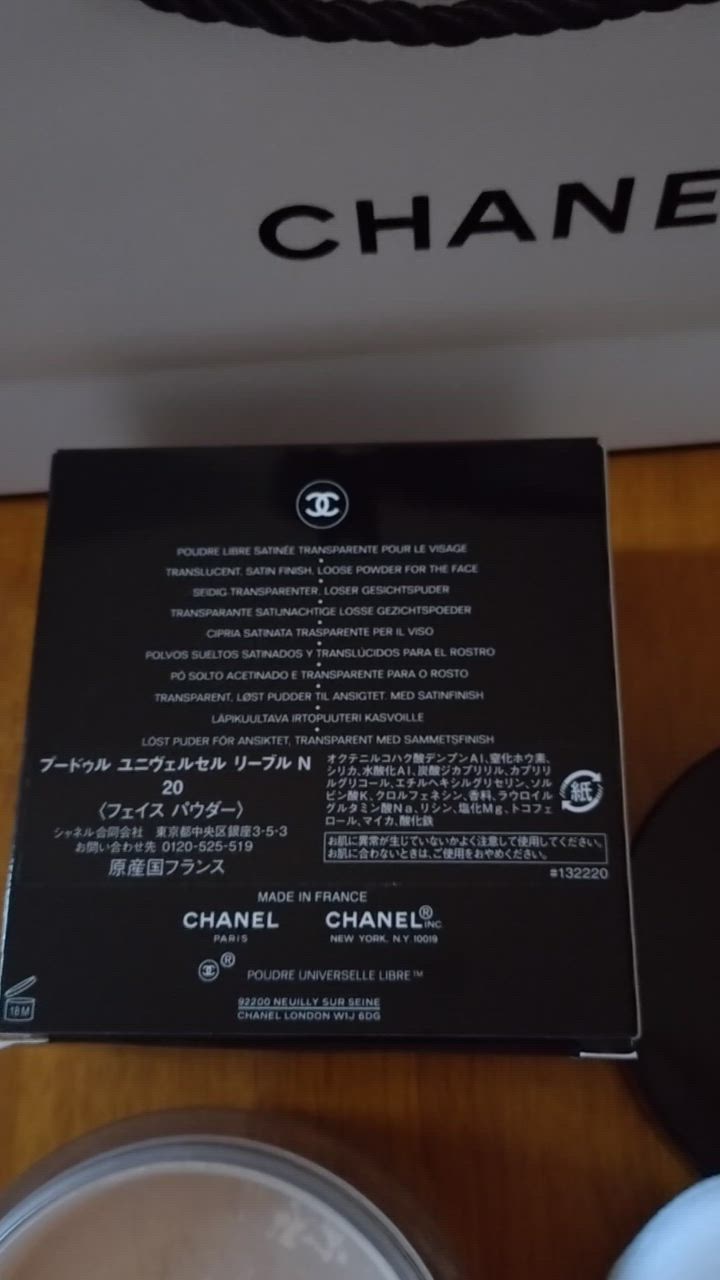 CHANE
POUDRE LIBRE SATINÉE TRANSPARENTE POUR LE VISAGE
TRANSLUCENT, SATIN FINISH, LOOSE POWDER FOR THE FACE
SEIDIG TRANSPARENTER, LOSER GESICHTSPUDER
TRANSPARANTE SATIJNACHTIGE LOSSE GEZICHTSPOEDER
CIPRIA SATINATA TRASPARENTE PER IL VISO
POLVOS SUELTOS SATINADOS Y TRANSLÚCIDOS PARA EL ROSTRO
PÓ SOLTO ACETINADO E TRANSPARENTE PARA O ROSTO
TRANSPARENT, LØST PUDDER TIL ANSIGTET, MED SATINFINISH
LÄPIKUULTAVA IRTOPUUTERI KASVOILLE
LÖST PUDER FÖR ANSIKTET, TRANSPARENT MED SAMMETSFINISH
プードゥル ユニヴェルセル リーブル N
20
〈フェイス パウダー〉
シャネル合同会社 東京都中央区銀座3-5-3
お問い合わせ先 0120-525-519
原産国フランス
オクテニルコハク酸デンプンAl、窒化ホウ素、
シリカ、水酸化Al、炭酸ジカプリリル、カプリリ
ルグリコール、エチルヘキシルグリセリン、ソル
ビン酸K、クロルフェネシン、香料、ラウロイル
グルタミン酸Na、リシン、塩化Mg、トコフェ
ロール、マイカ、酸化鉄
紙
お肌に異常が生じていないかよく注意して使用してください。
お肌に合わないときは、ご使用をおやめください。
#132220
MADE IN FRANCE
CHANEL CHANEL® INC
PARIS NEW YORK, N.Y. 10019
® POUDRE UNIVERSELLE LIBRE™
92200 NEUILLY SUR SEINE
CHANEL LONDON W1J 6DG
18 M